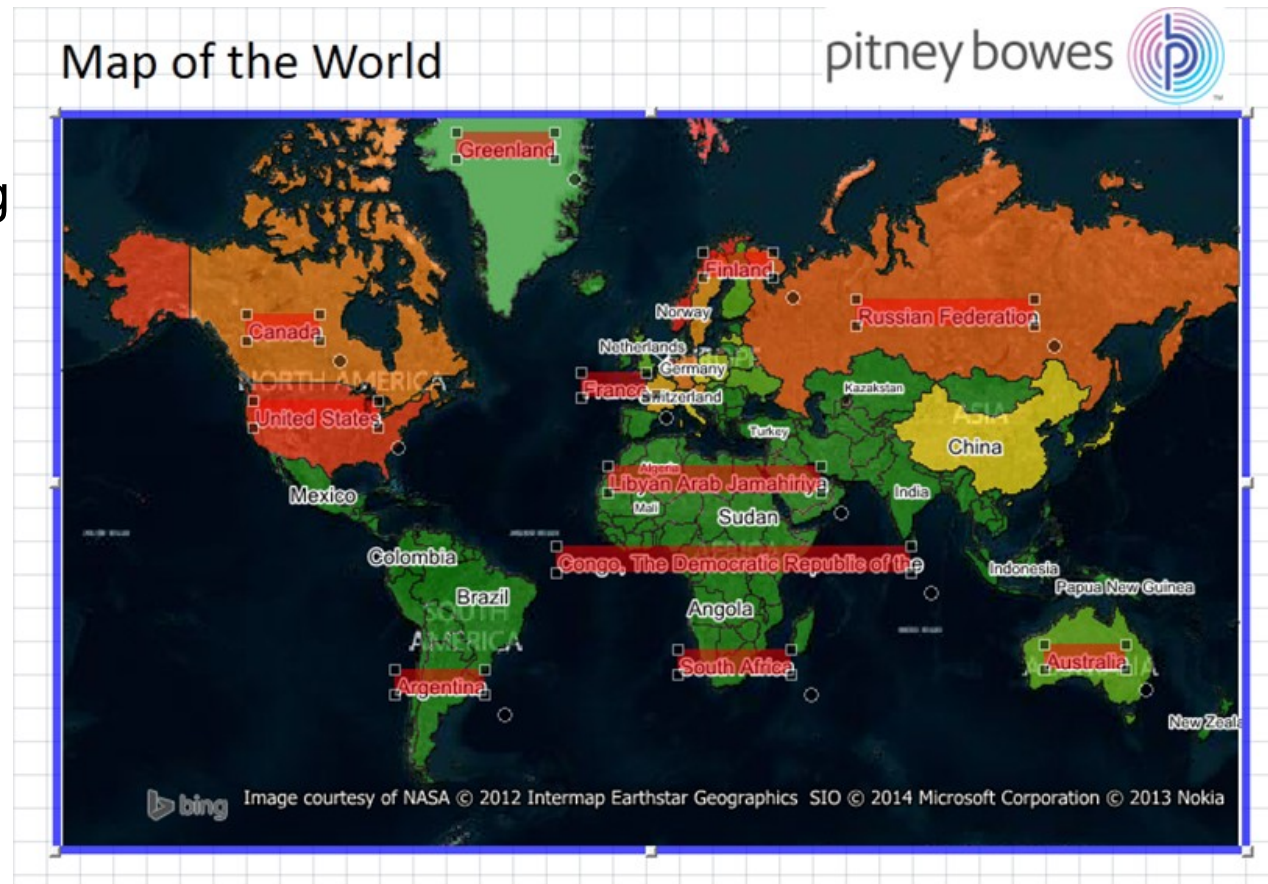 Map of the World
pitney bowes
g
Greenland
Finland
Norway
Russian Federation
Canada
Netherlands
Germany
NORTH AMERICA
France
Switzerland
Kazakstan
ASIA
United States
Turkey
China
Algeria
Libyan Arab Jamahiriya
Mexico
Mali
India
Sudan
Colombia
Congo, The Democratic Republic of the
Indonesia
Papua New Guinea
Brazil
Angola
SOUTH
AMERICA
South Africa
Australia
Argentina
New Zeala
bing
Image courtesy of NASA © 2012 Intermap Earthstar Geographics SIO © 2014 Microsoft Corporation © 2013 Nokia